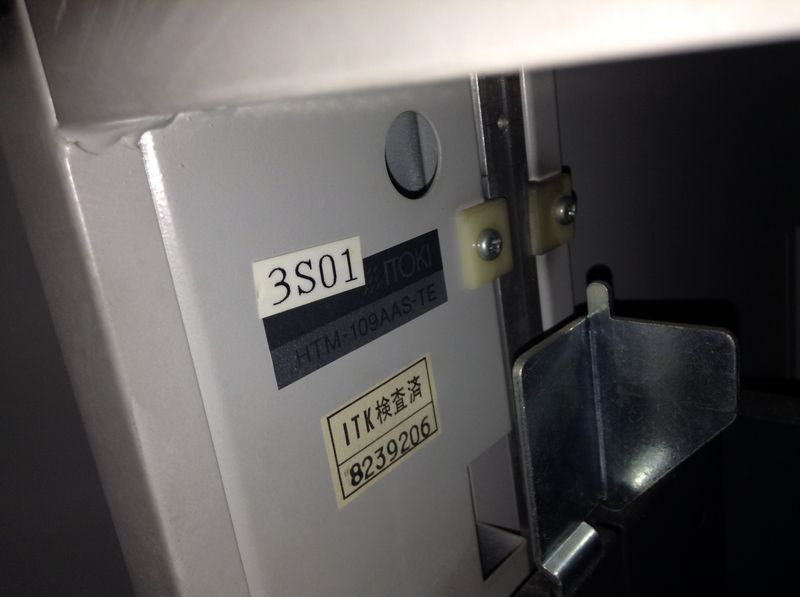 3S01
ITOKI
HTM-109AAS-TE
ITK検査済
8239206